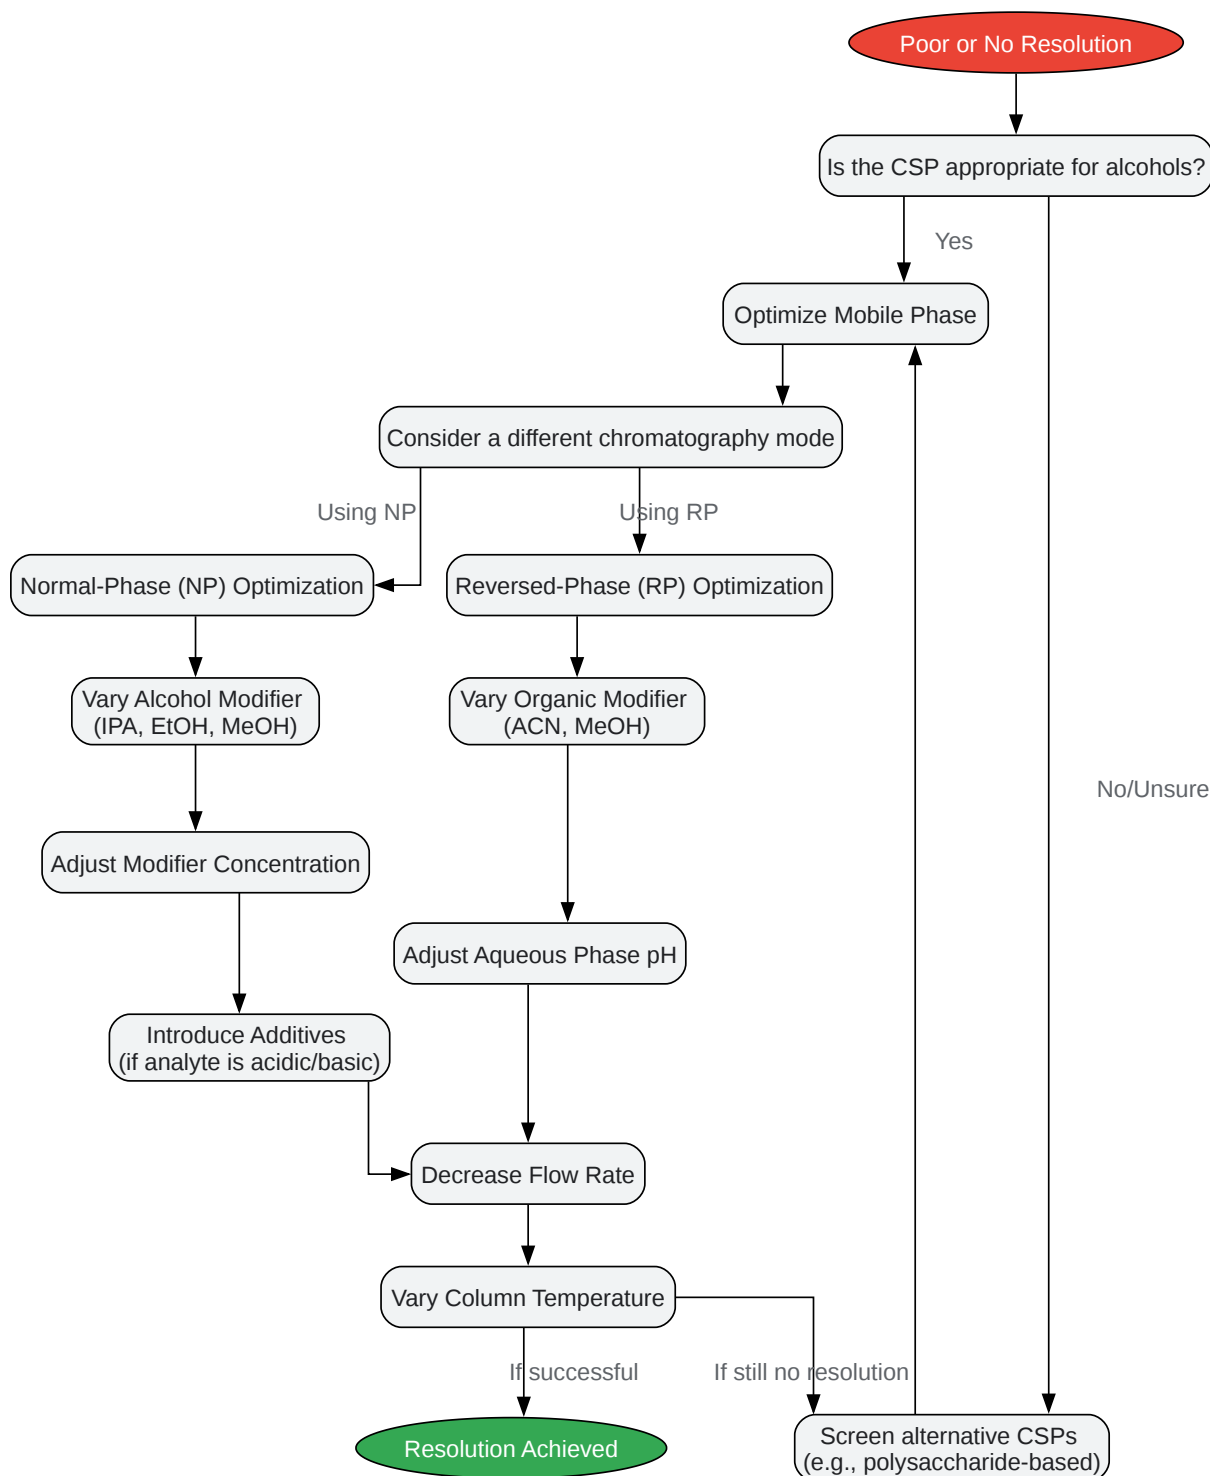 Poor or No Resolution
Is the CSP appropriate for alcohols?
Yes
Optimize Mobile Phase
Consider a different chromatography mode
Using NP
Using RP
Normal-Phase (NP) Optimization
Reversed-Phase (RP) Optimization
Vary Alcohol Modifier
(IPA, EtOH, MeOH)
Vary Organic Modifier
(ACN, MeOH)
No/Unsure
Adjust Modifier Concentration
Adjust Aqueous Phase pH
Introduce Additives
(if analyte is acidic/basic)
Decrease Flow Rate
Vary Column Temperature
If successful
If still no resolution
Resolution Achieved
Screen alternative CSPs
(e.g., polysaccharide-based)